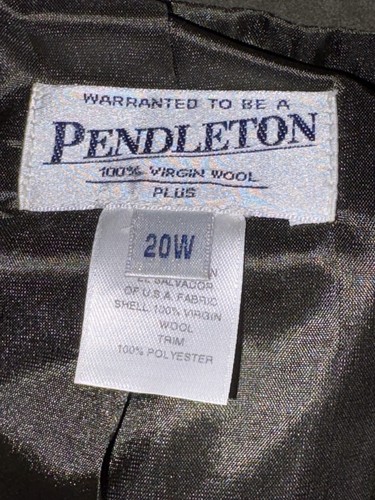 WARRANTED TO BE A
PENDLETON
100% VIRGIN WOOL
PLUS
20W
EL SALVADOR
OF U.S.A. FABRIC
SHELL: 100% VIRGIN
WOOL
TRIM
100% POLYESTER